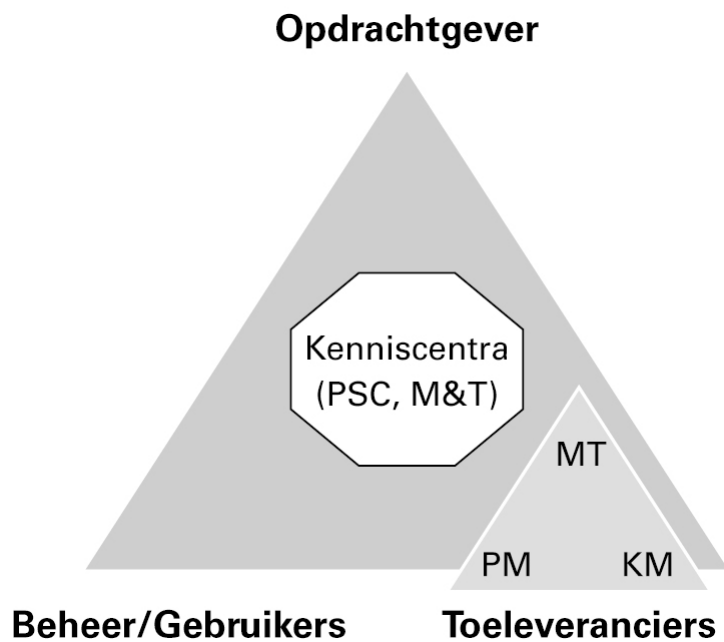 Opdrachtgever
Kenniscentra
(PSC, M&T)
MT
PM KM
Beheer/Gebruikers Toeleveranciers